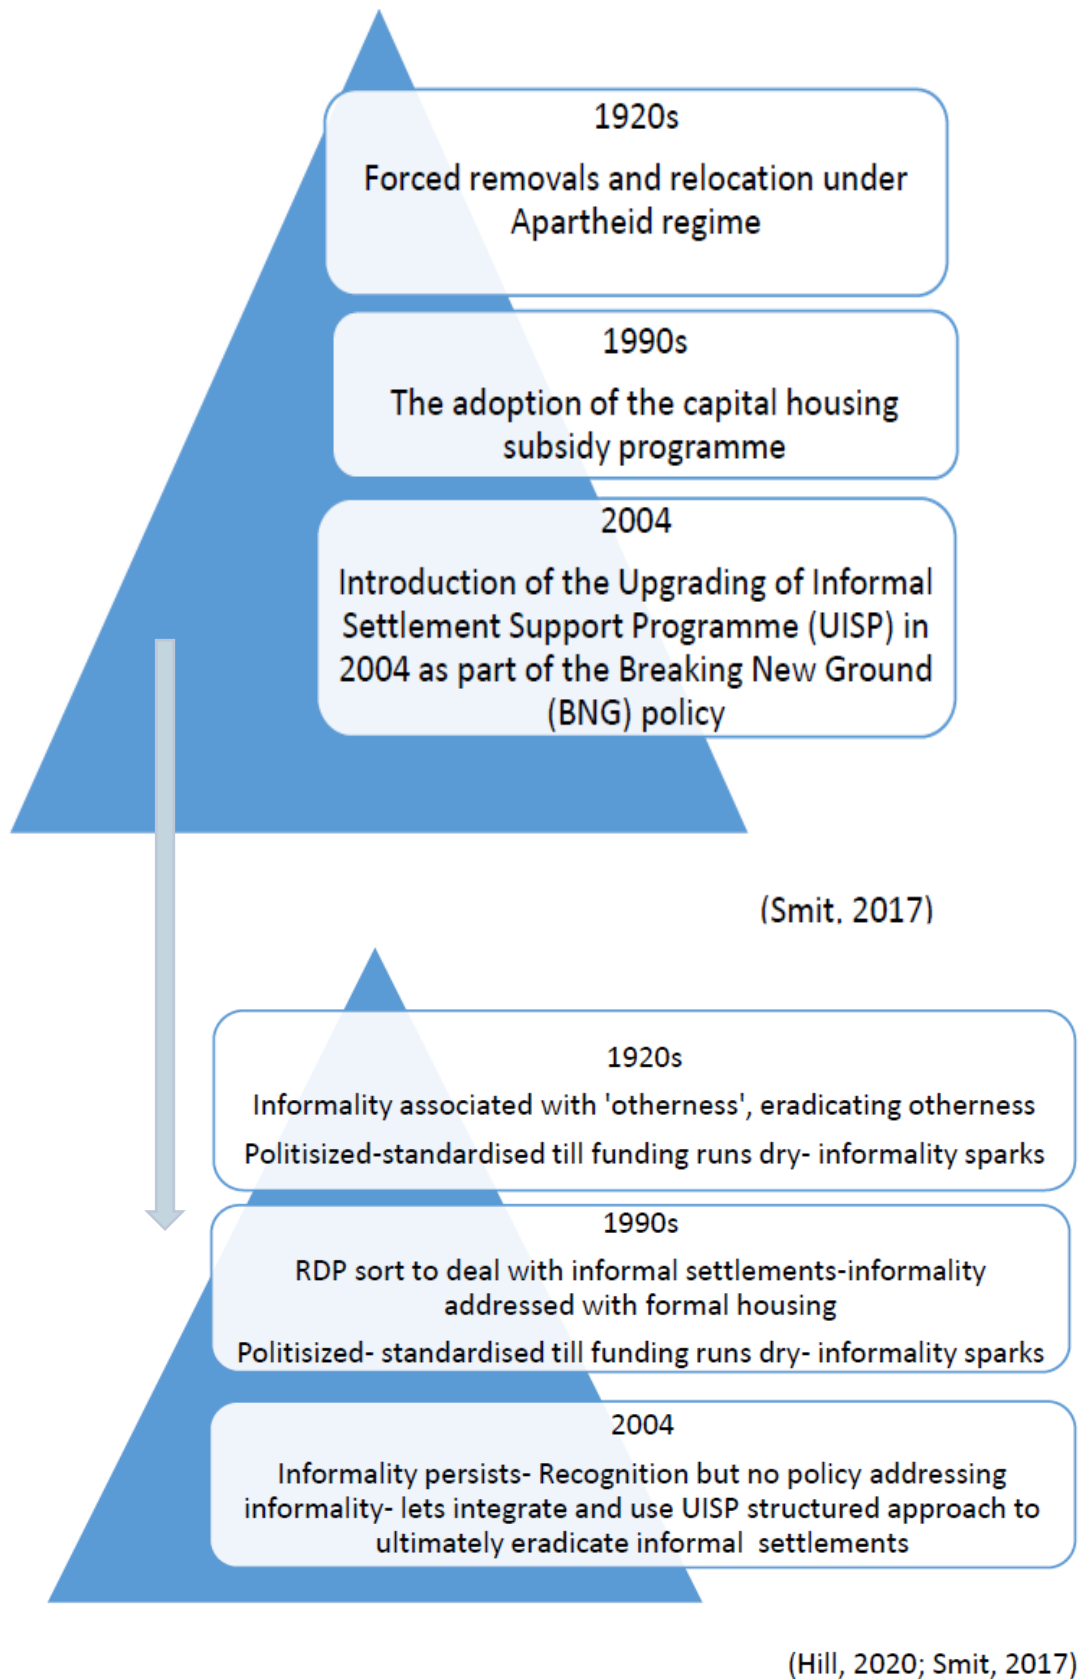 1920s
Forced removals and relocation under
Apartheid regime
1990s
The adoption of the capital housing
subsidy programme
2004
Introduction of the Upgrading of Informal
Settlement Support Programme (UISP) in
2004 as part of the Breaking New Ground
(BNG) policy
(Smit, 2017)
1920s
Informality associated with 'otherness', eradicating otherness
Politisized-standardised till funding runs dry- informality sparks
1990s
RDP sort to deal with informal settlements-informality
addressed with formal housing
Politisized- standardised till funding runs dry- informality sparks
2004
Informality persists- Recognition but no policy addressing
informality- lets integrate and use UISP structured approach to
ultimately eradicate informal settlements
(Hill, 2020; Smit, 2017)